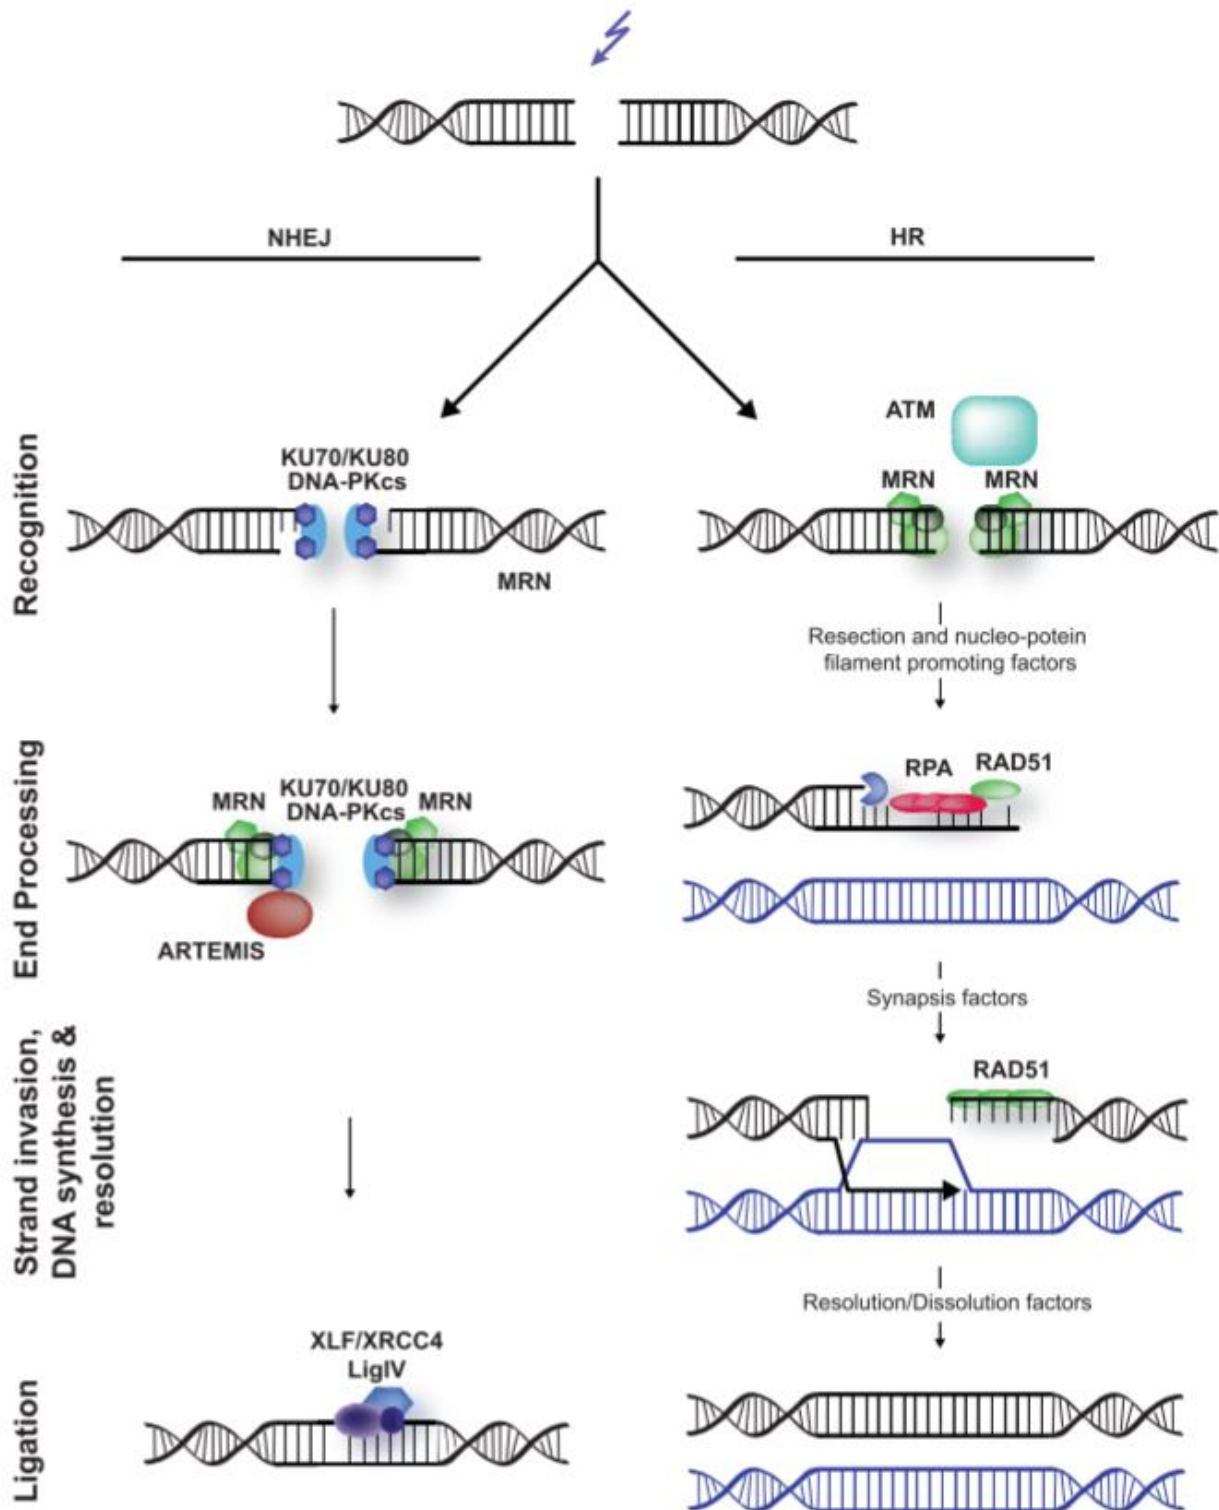 NHEJ
HR
Recognition
KU70/KU80
DNA-PKcs
MRN
ATM
MRN
MRN
Resection and nucleo-potein
filament promoting factors
End Processing
MRN
KU70/KU80
DNA-PKcs
MRN
ARTEMIS
RPA
RAD51
Synapsis factors
Strand invasion,
DNA synthesis &
resolution
RAD51
Resolution/Dissolution factors
Ligation
XLF/XRCC4
LigIV